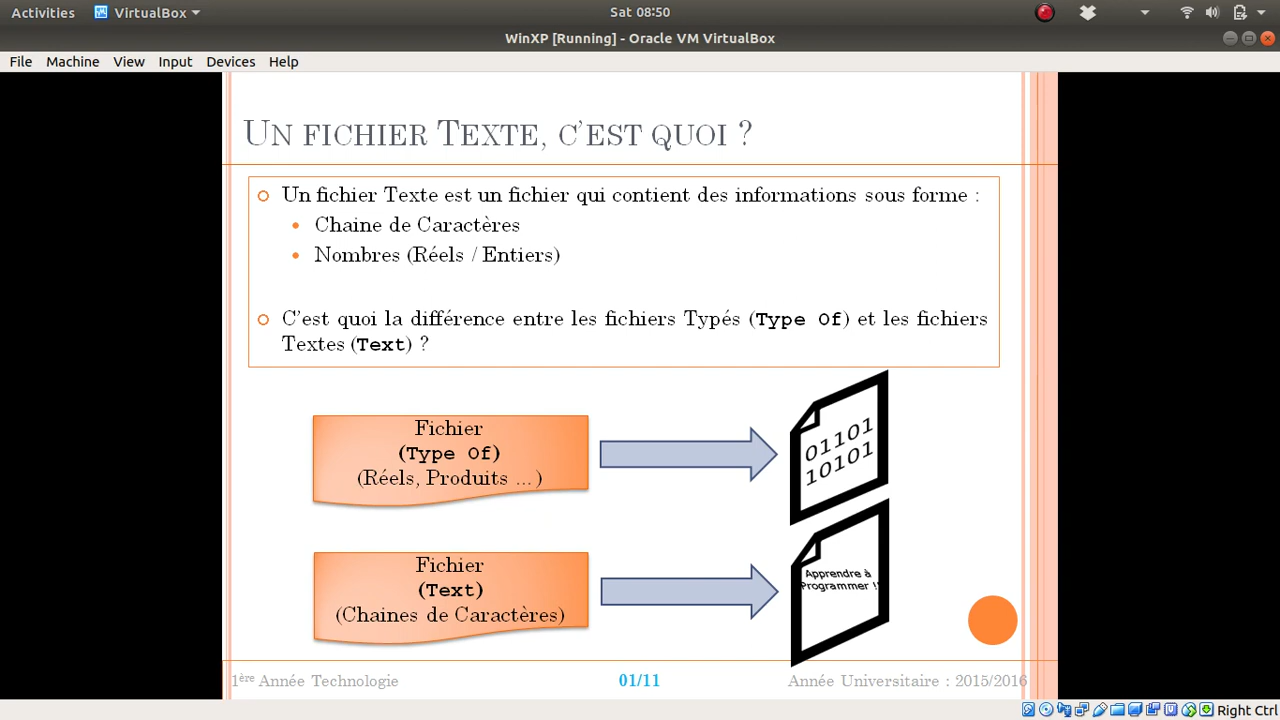 Activities VirtualBox Sat 08:50
WinXP [Running] - Oracle VM VirtualBox
File Machine View Input Devices Help
UN FICHIER TEXTE, C'EST QUOI ?
Un fichier Texte est un fichier qui contient des informations sous forme :
Chaine de Caractères
Nombres (Réels / Entiers)
C'est quoi la différence entre les fichiers Typés (Type Of) et les fichiers
Textes (Text) ?
Fichier
(Type Of)
(Réels, Produits ...)
01101
10101
Fichier
(Text)
(Chaines de Caractères)
Apprendre à
Programmer !!
1ère Année Technologie 01/11 Année Universitaire : 2015/2016
Right Ctrl